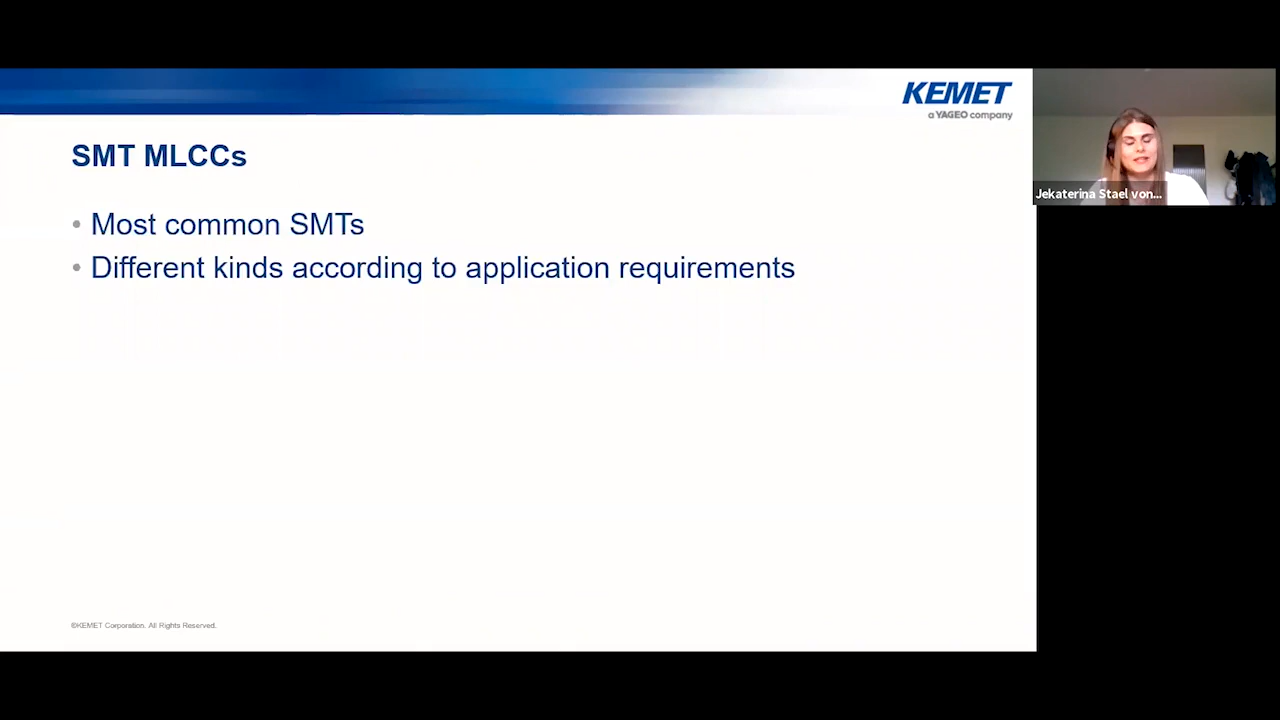 KEMET
a YAGEO company
SMT MLCCs
• Most common SMTs
• Different kinds according to application requirements
©KEMET Corporation. All Rights Reserved.
Jekaterina Stael von...